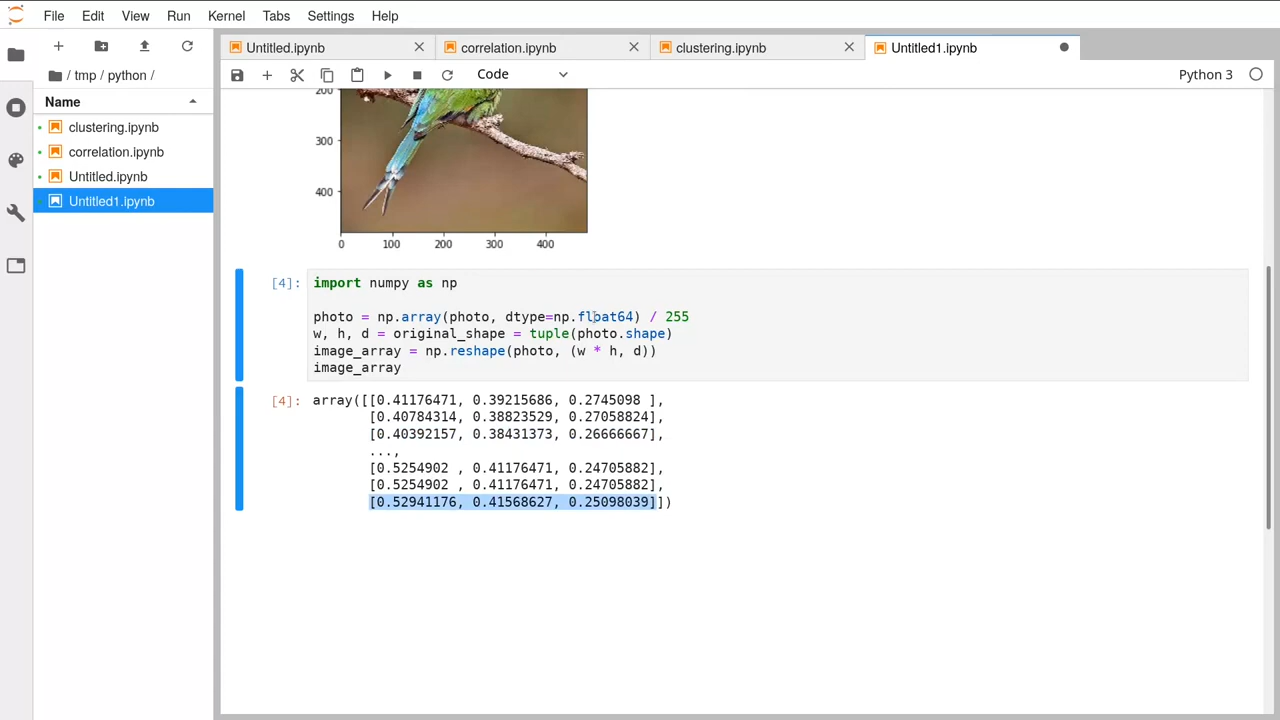 File Edit View Run Kernel Tabs Settings Help
Untitled.ipynb correlation.ipynb clustering.ipynb Untitled1.ipynb
Code Python 3
/ tmp / python /
Name
clustering.ipynb
correlation.ipynb
Untitled.ipynb
Untitled1.ipynb
200
300
400
0 100 200 300 400
[4]: import numpy as np
photo = np.array(photo, dtype=np.float64) / 255
w, h, d = original_shape = tuple(photo.shape)
image_array = np.reshape(photo, (w * h, d))
image_array
[4]: array([[0.41176471, 0.39215686, 0.2745098 ],
[0.40784314, 0.38823529, 0.27058824],
[0.40392157, 0.38431373, 0.26666667],
...,
[0.5254902 , 0.41176471, 0.24705882],
[0.5254902 , 0.41176471, 0.24705882],
[0.52941176, 0.41568627, 0.25098039]])